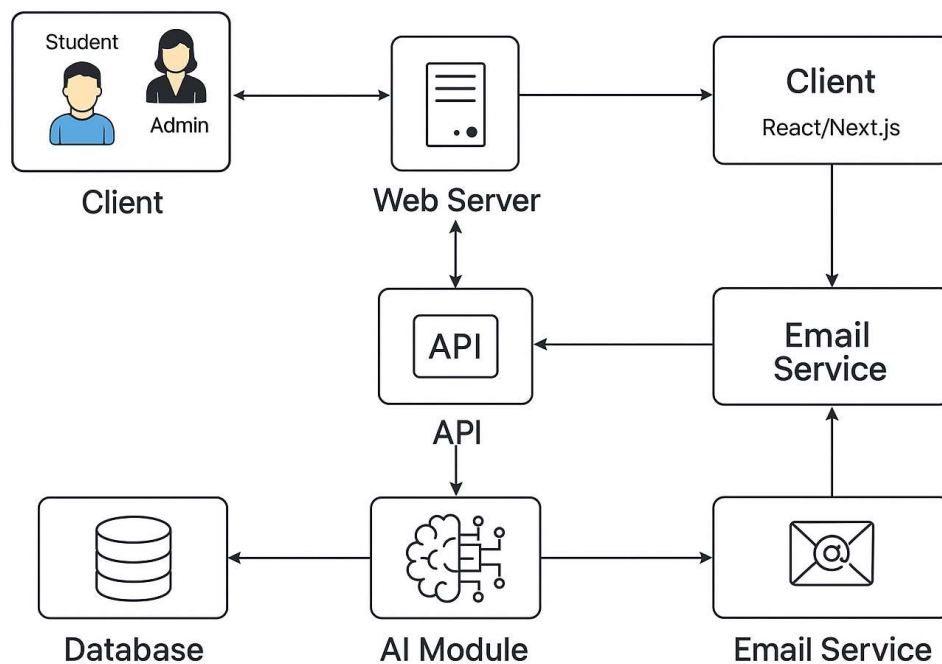 Student
Admin
Client
Web Server
Client
React/Next.js
API
API
Email
Service
Database
AI Module
@
Email Service